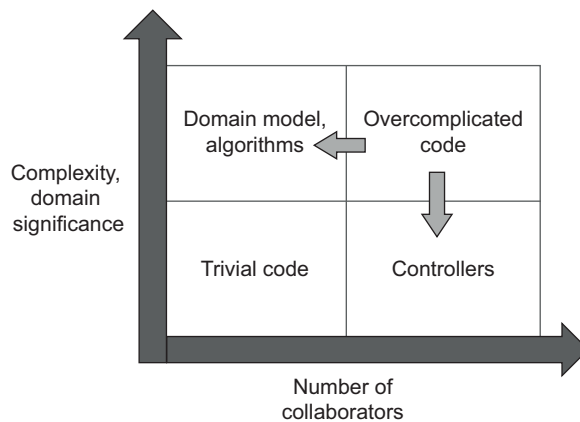 Domain model,
algorithms
Overcomplicated
code
Complexity,
domain
significance
Trivial code
Controllers
Number of
collaborators